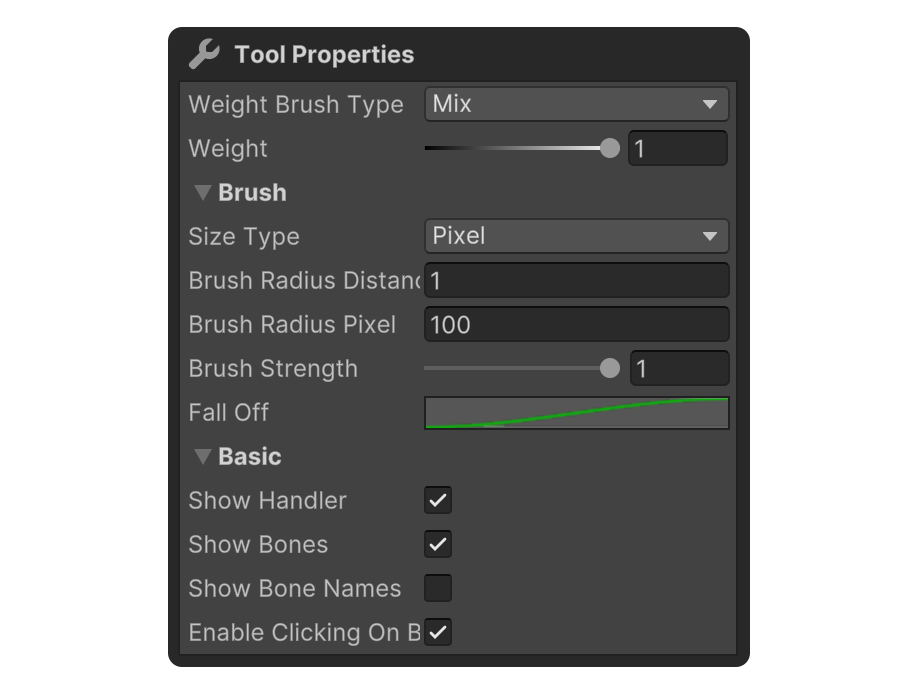 Tool Properties
Weight Brush Type Mix
Weight 1
Brush
Size Type Pixel
Brush Radius Distanc 1
Brush Radius Pixel 100
Brush Strength 1
Fall Off
Basic
Show Handler
Show Bones
Show Bone Names
Enable Clicking On B